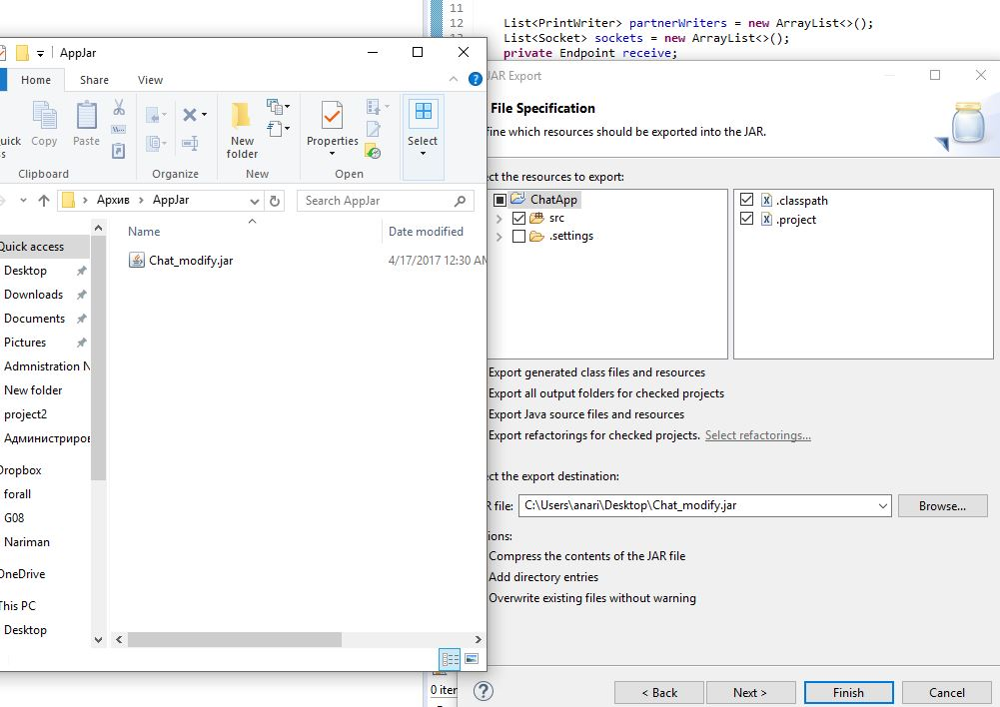 11
12
List<PrintWriter> partnerWriters = new ArrayList<>();
List<Socket> sockets = new ArrayList<>();
private Endpoint receive;
AppJar
Home
Share
View
Copy
Paste
Clipboard
Organize
New folder
New
Properties
Open
Select
Архив
AppJar
Search AppJar
Quick access
Desktop
Downloads
Documents
Pictures
Admnistration N
New folder
project2
Администриров
Dropbox
forall
G08
Nariman
OneDrive
This PC
Desktop
Name
Date modified
Chat_modify.jar
4/17/2017 12:30 AM
JAR Export
File Specification
fine which resources should be exported into the JAR.
ct the resources to export:
ChatApp
src
.settings
.classpath
.project
Export generated class files and resources
Export all output folders for checked projects
Export Java source files and resources
Export refactorings for checked projects. Select refactorings...
ct the export destination:
R file:
C:\Users\anari\Desktop\Chat_modify.jar
Browse...
ions:
Compress the contents of the JAR file
Add directory entries
Overwrite existing files without warning
0 iter
< Back
Next >
Finish
Cancel